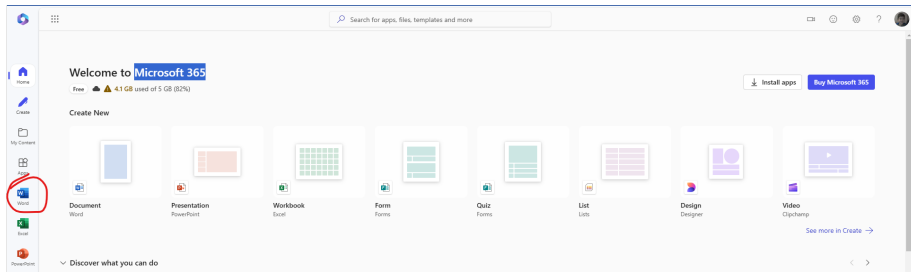 Search for apps, files, templates and more
?
Home
Create
My Content
Apps
Word
Excel
PowerPoint
Welcome to Microsoft 365
Free 4.1 GB used of 5 GB (82%)
Install apps
Buy Microsoft 365
Create New
Document
Word
Presentation
PowerPoint
Workbook
Excel
Form
Forms
Quiz
Forms
List
Lists
Design
Designer
Video
Clipchamp
See more in Create →
Discover what you can do